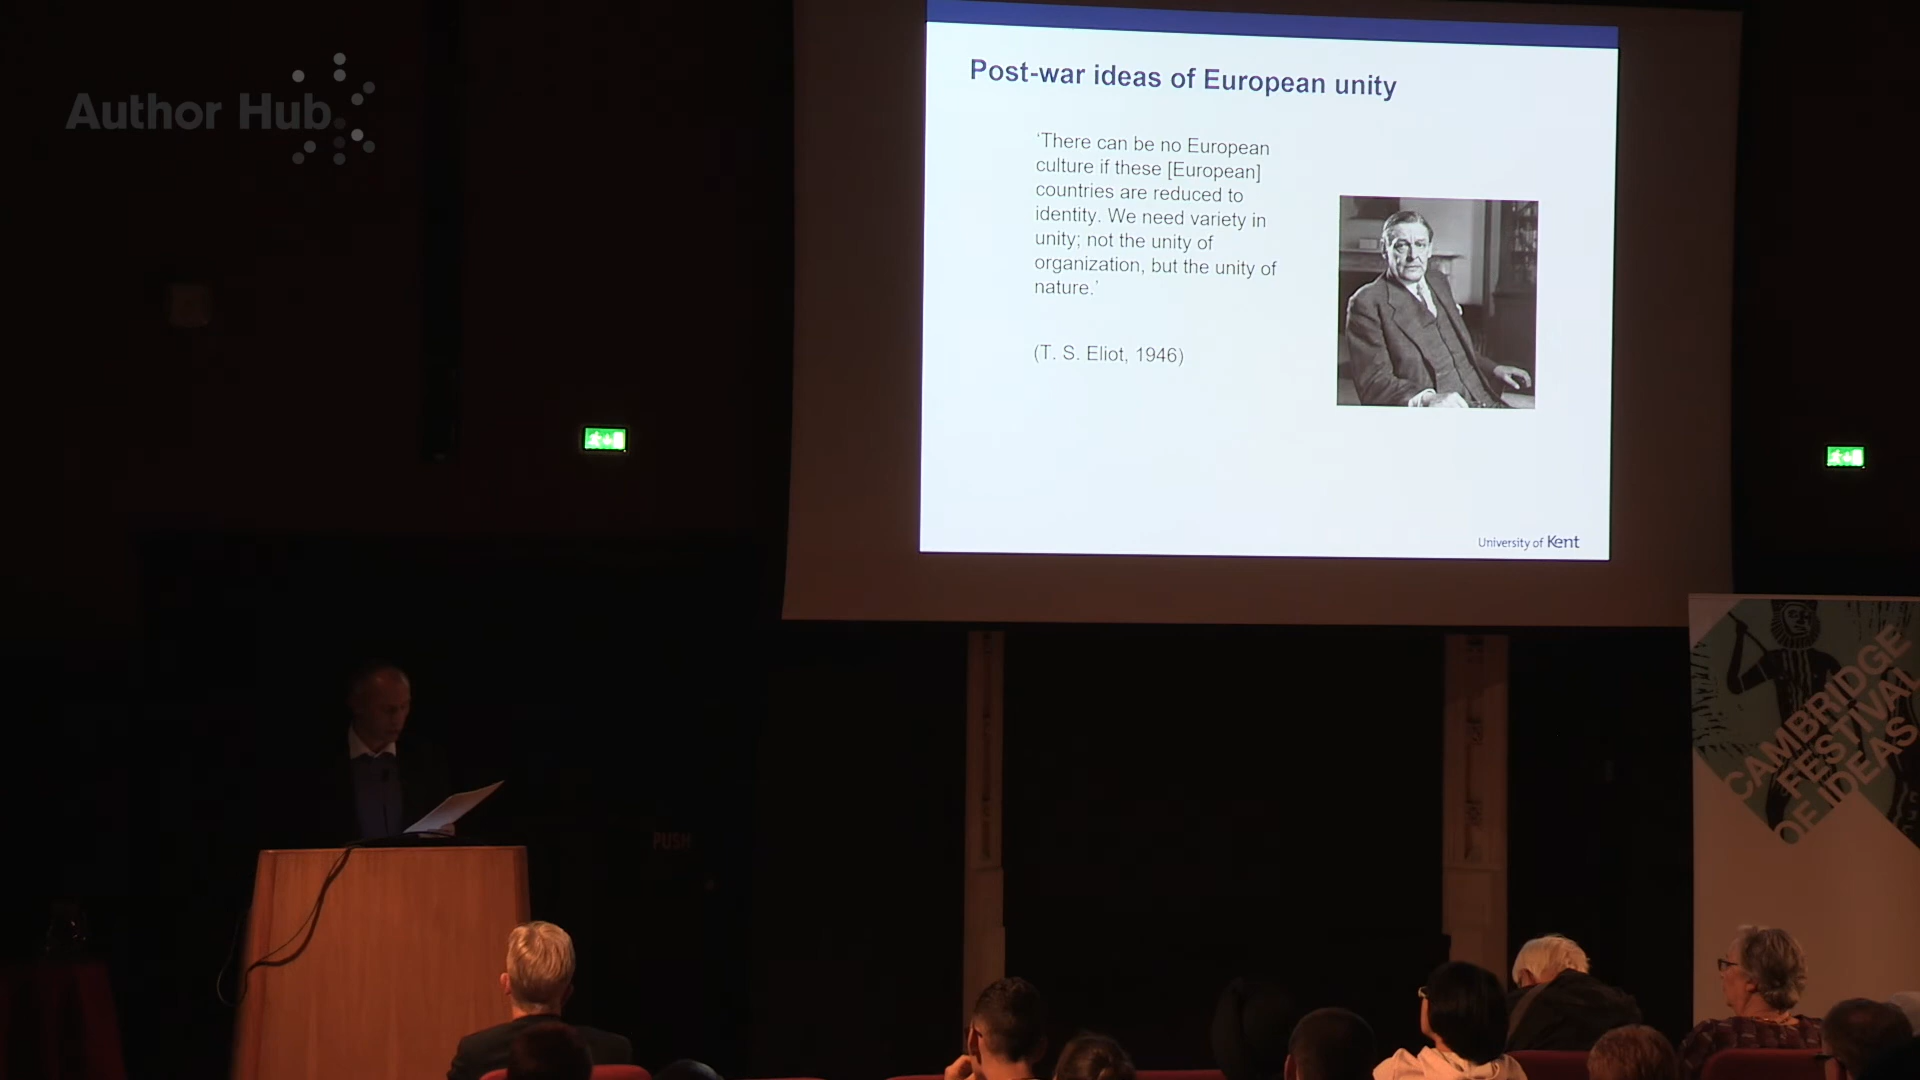 Author Hub
Post-war ideas of European unity
‘There can be no European
culture if these [European]
countries are reduced to
identity. We need variety in
unity; not the unity of
organization, but the unity of
nature.’
(T. S. Eliot, 1946)
University of Kent
PUSH
CAMBRIDGE
FESTIVAL
OF IDEAS